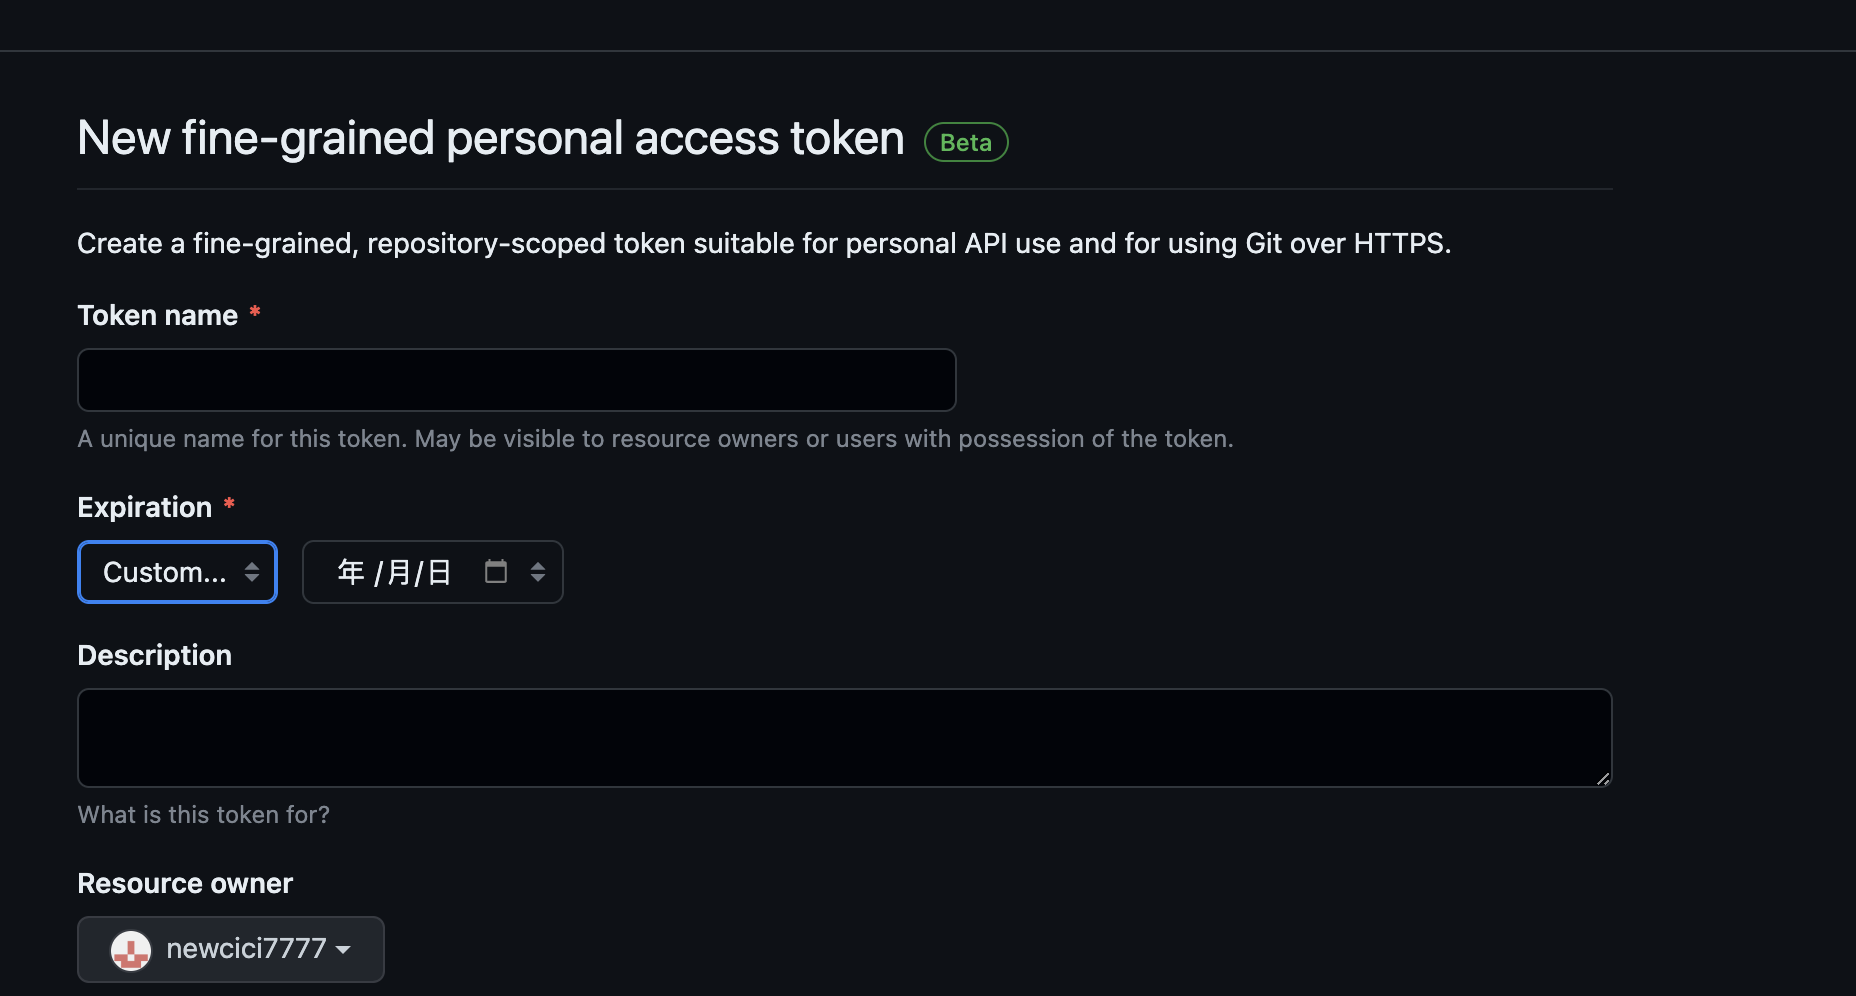 New fine-grained personal access token Beta
Create a fine-grained, repository-scoped token suitable for personal API use and for using Git over HTTPS.
Token name *
A unique name for this token. May be visible to resource owners or users with possession of the token.
Expiration *
Custom... 年 /月/日
Description
What is this token for?
Resource owner
newcici7777